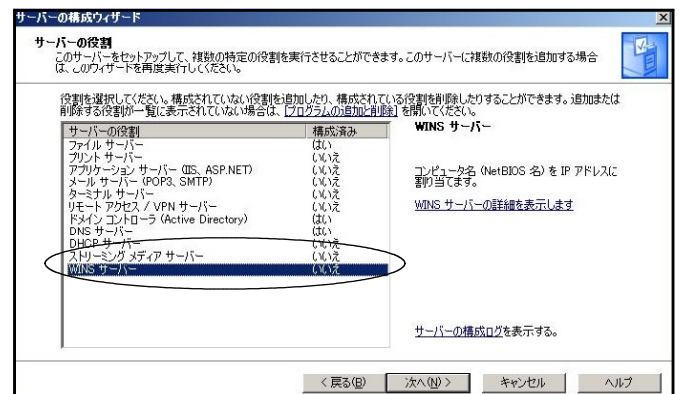 サーバーの構成ウィザード
サーバーの役割
このサーバーをセットアップして、複数の特定の役割を実行させることができます。このサーバーに複数の役割を追加する場合
は、このウィザードを再度実行してください。
役割を選択してください。構成されていない役割を追加したり、構成されている役割を削除したりすることができます。追加または
削除する役割が一覧に表示されていない場合は、[プログラムの追加と削除] を開いてください。
サーバーの役割 構成済み
ファイル サーバー はい
プリント サーバー いいえ
アプリケーション サーバー (IIS、ASP.NET) いいえ
メール サーバー (POP3、SMTP) いいえ
ターミナル サーバー いいえ
リモート アクセス / VPN サーバー いいえ
ドメイン コントローラ (Active Directory) はい
DNS サーバー はい
DHCP サーバー いいえ
ストリーミング メディア サーバー いいえ
WINS サーバー いいえ
WINS サーバー
コンピュータ名 (NetBIOS 名) を IP アドレスに
割り当てます。
WINS サーバーの詳細を表示します
サーバーの構成ログを表示する。
< 戻る(B) 次へ(N) > キャンセル ヘルプ